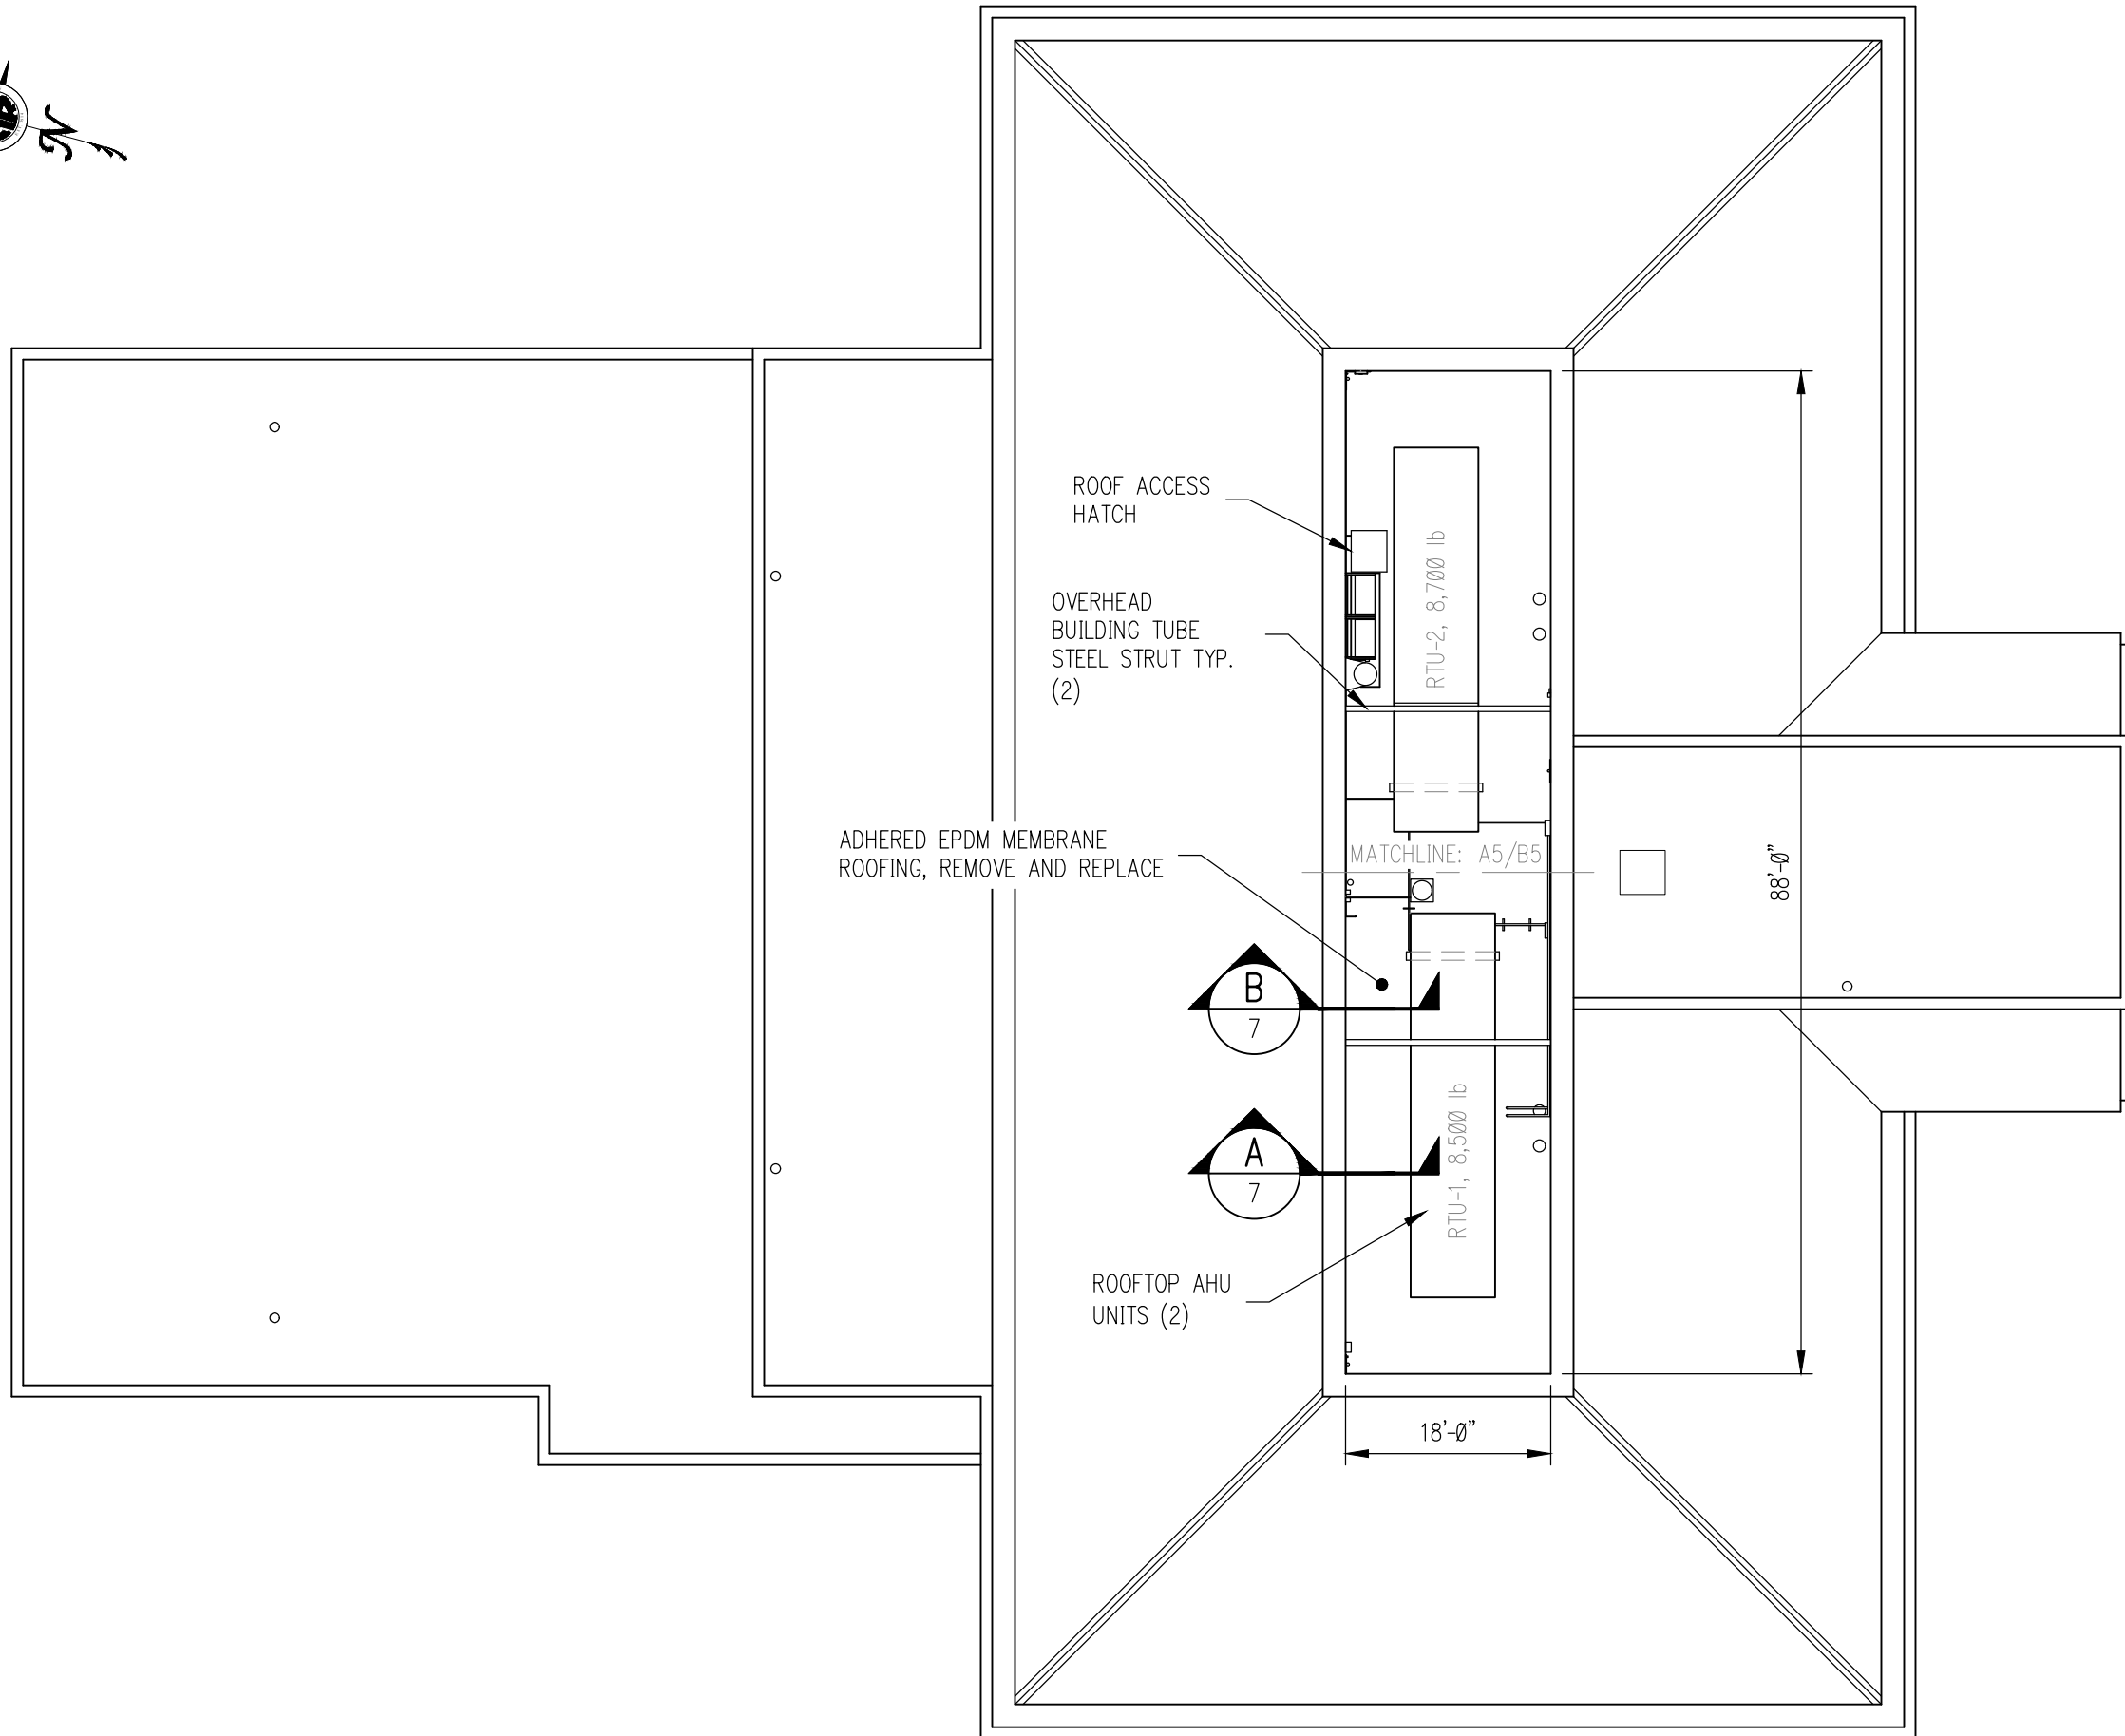 N
ROOF ACCESS
HATCH
OVERHEAD
BUILDING TUBE
STEEL STRUT TYP.
(2)
RTU-2, 8,700 lb
ADHERED EPDM MEMBRANE
ROOFING, REMOVE AND REPLACE
MATCHLINE: A5/B5
88'-0"
B
7
A
7
RTU-1, 8,500 lb
ROOFTOP AHU
UNITS (2)
18'-0"